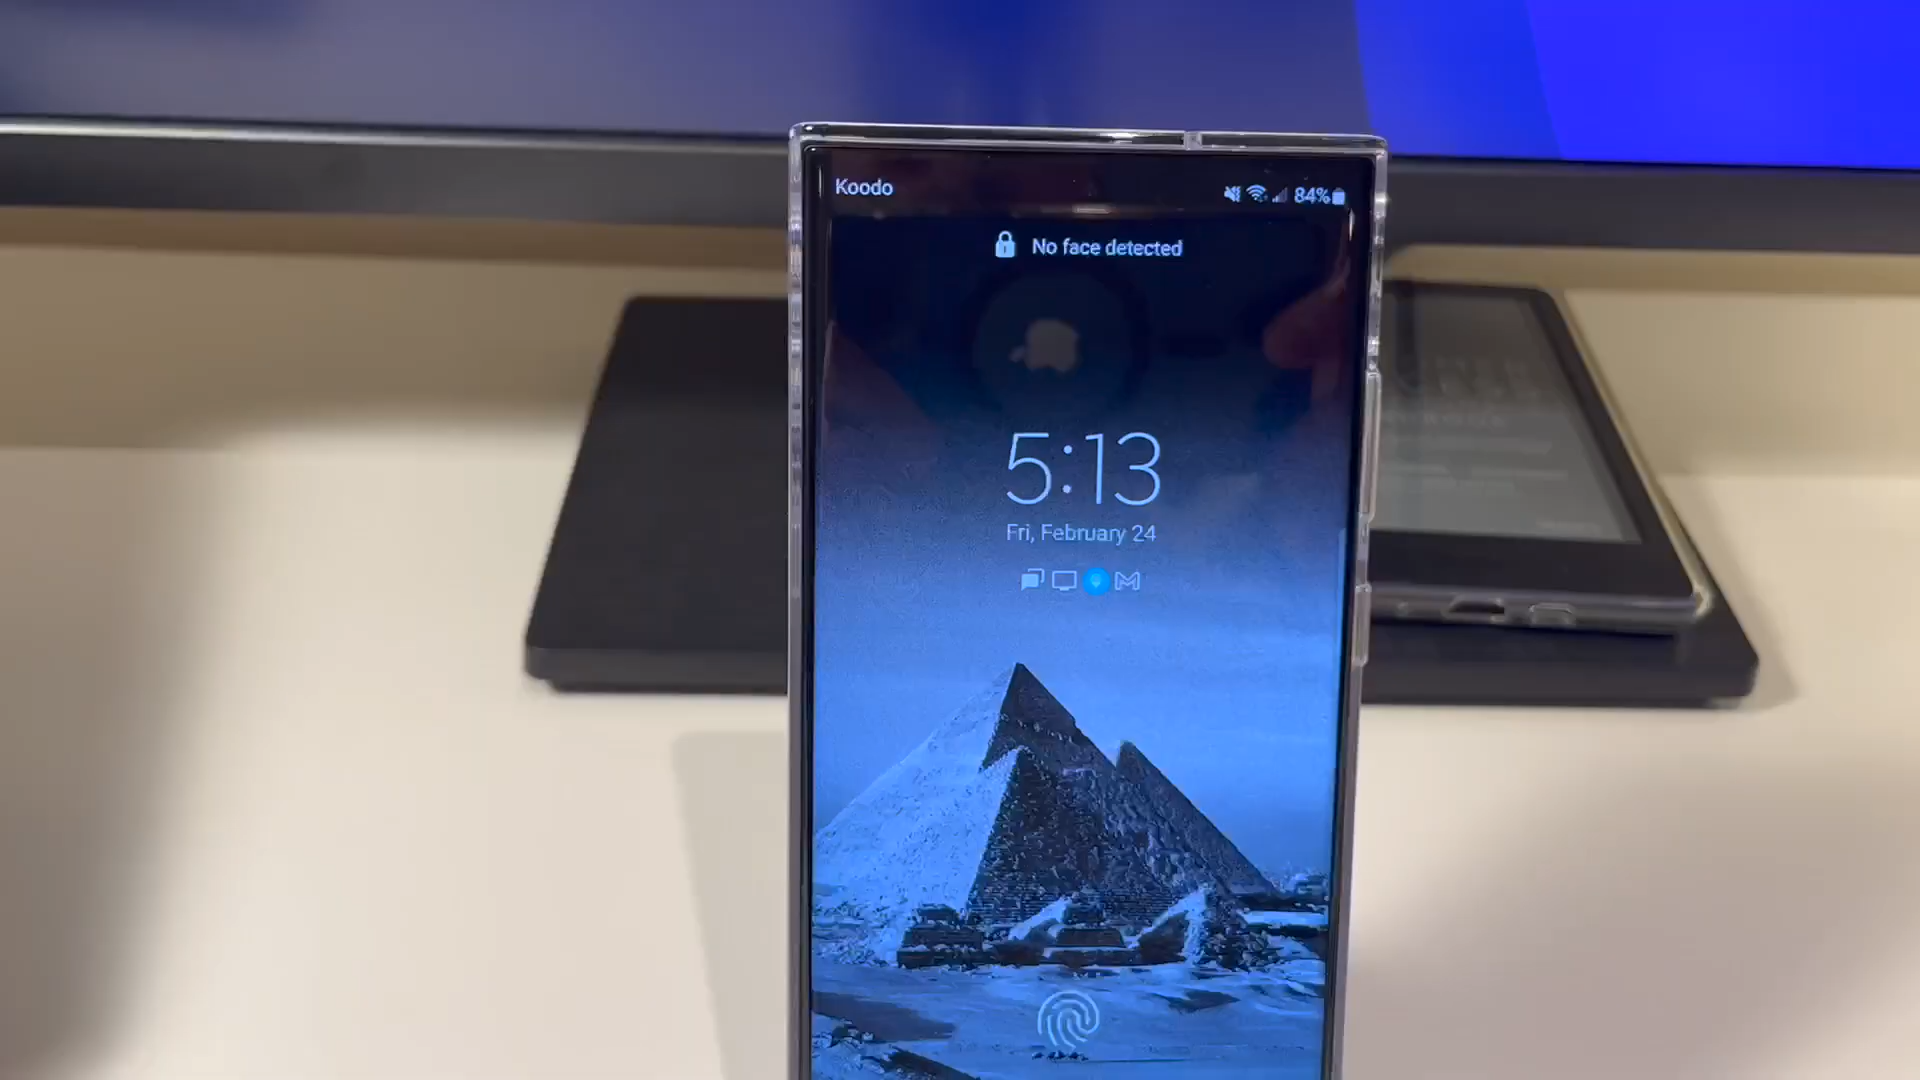 Koodo
84%
No face detected
5:13
Fri, February 24